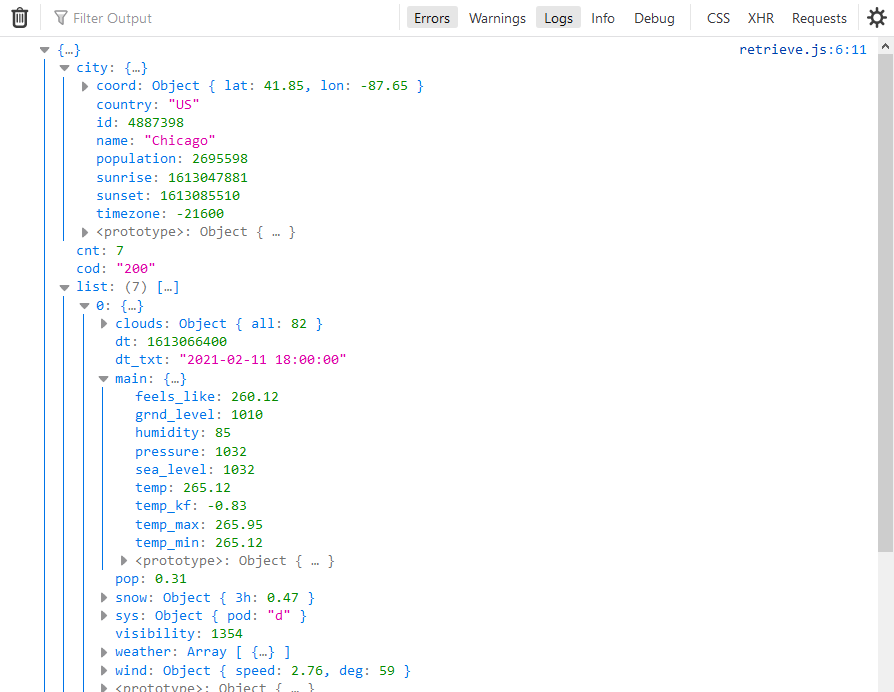 Filter Output Errors Warnings Logs Info Debug CSS XHR Requests
{…} retrieve.js:6:11
city: {…}
coord: Object { lat: 41.85, lon: -87.65 }
country: "US"
id: 4887398
name: "Chicago"
population: 2695598
sunrise: 1613047881
sunset: 1613085510
timezone: -21600
<prototype>: Object { … }
cnt: 7
cod: "200"
list: (7) […]
0: {…}
clouds: Object { all: 82 }
dt: 1613066400
dt_txt: "2021-02-11 18:00:00"
main: {…}
feels_like: 260.12
grnd_level: 1010
humidity: 85
pressure: 1032
sea_level: 1032
temp: 265.12
temp_kf: -0.83
temp_max: 265.95
temp_min: 265.12
<prototype>: Object { … }
pop: 0.31
snow: Object { 3h: 0.47 }
sys: Object { pod: "d" }
visibility: 1354
weather: Array [ {…} ]
wind: Object { speed: 2.76, deg: 59 }
<prototype>: Object { … }